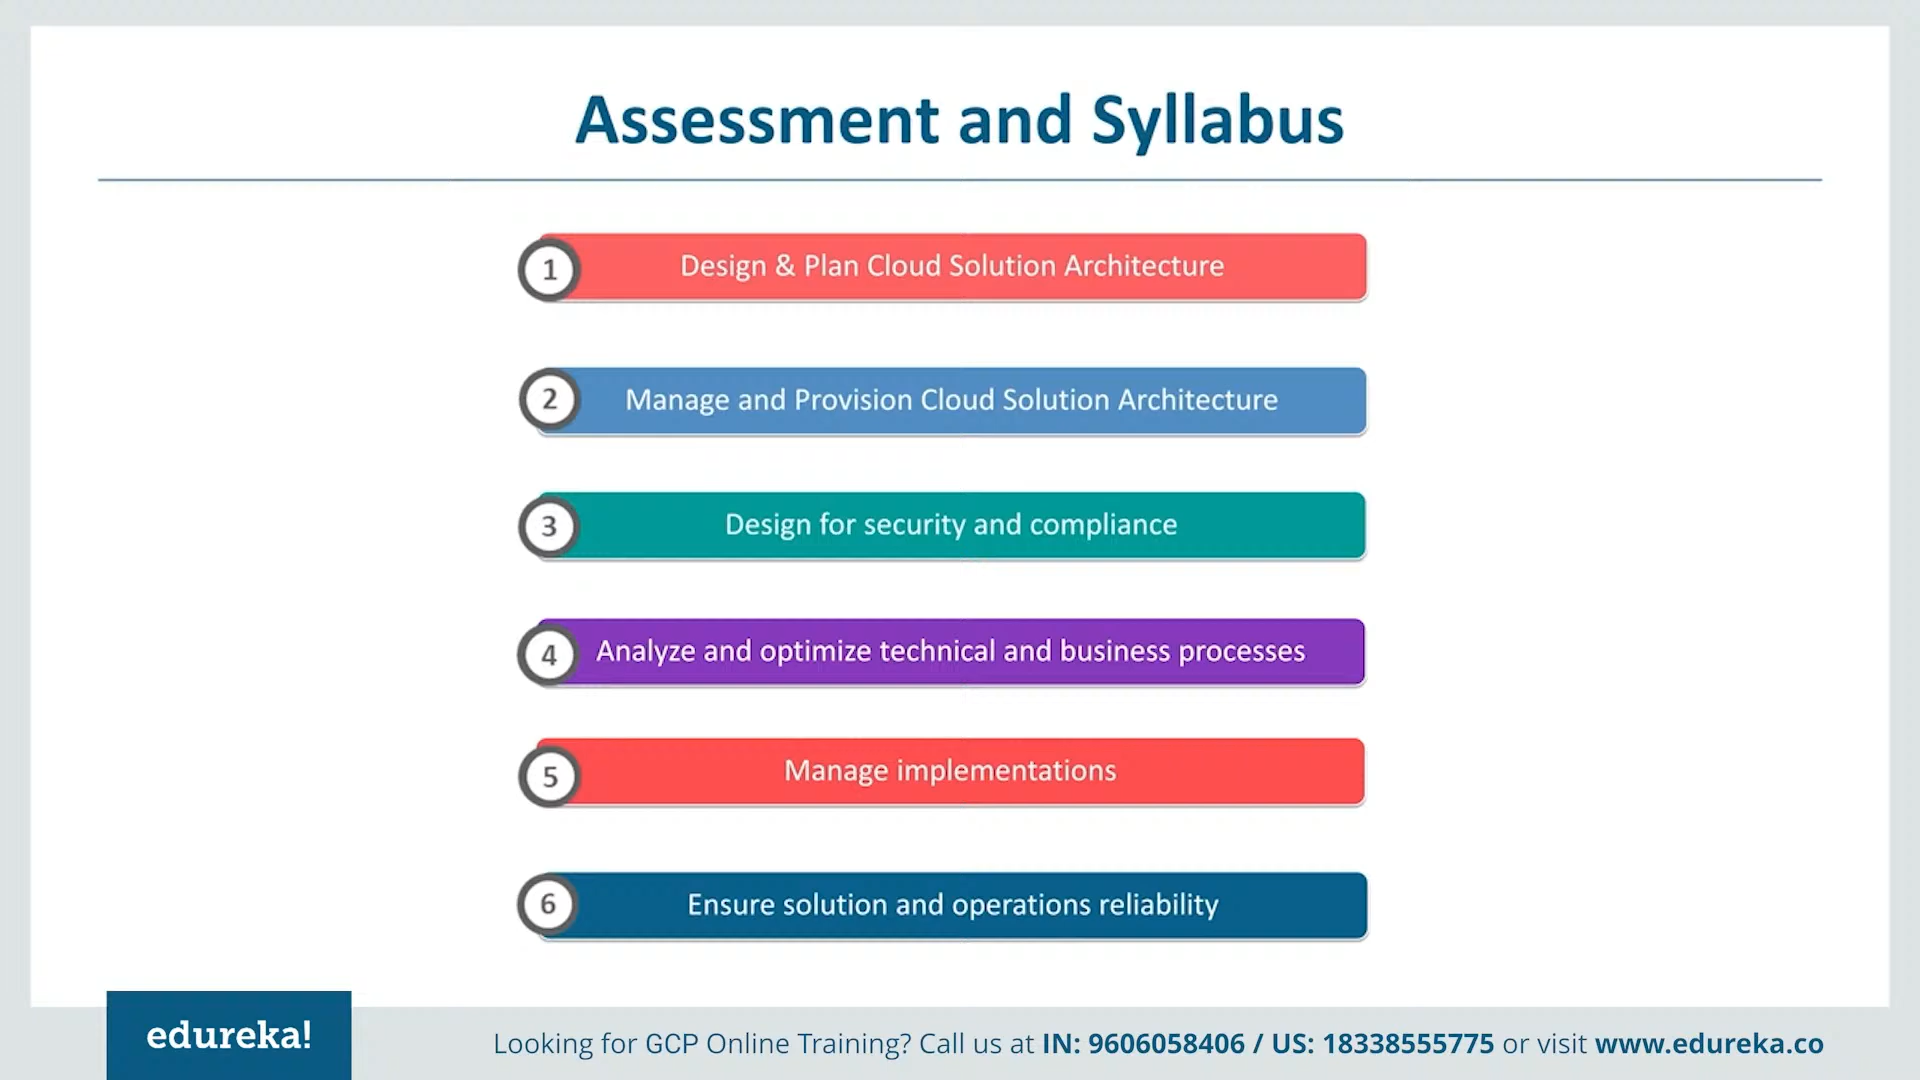 Assessment and Syllabus
1 Design & Plan Cloud Solution Architecture
2 Manage and Provision Cloud Solution Architecture
3 Design for security and compliance
4 Analyze and optimize technical and business processes
5 Manage implementations
6 Ensure solution and operations reliability
edureka!
Looking for GCP Online Training? Call us at IN: 9606058406 / US: 18338555775 or visit www.edureka.co